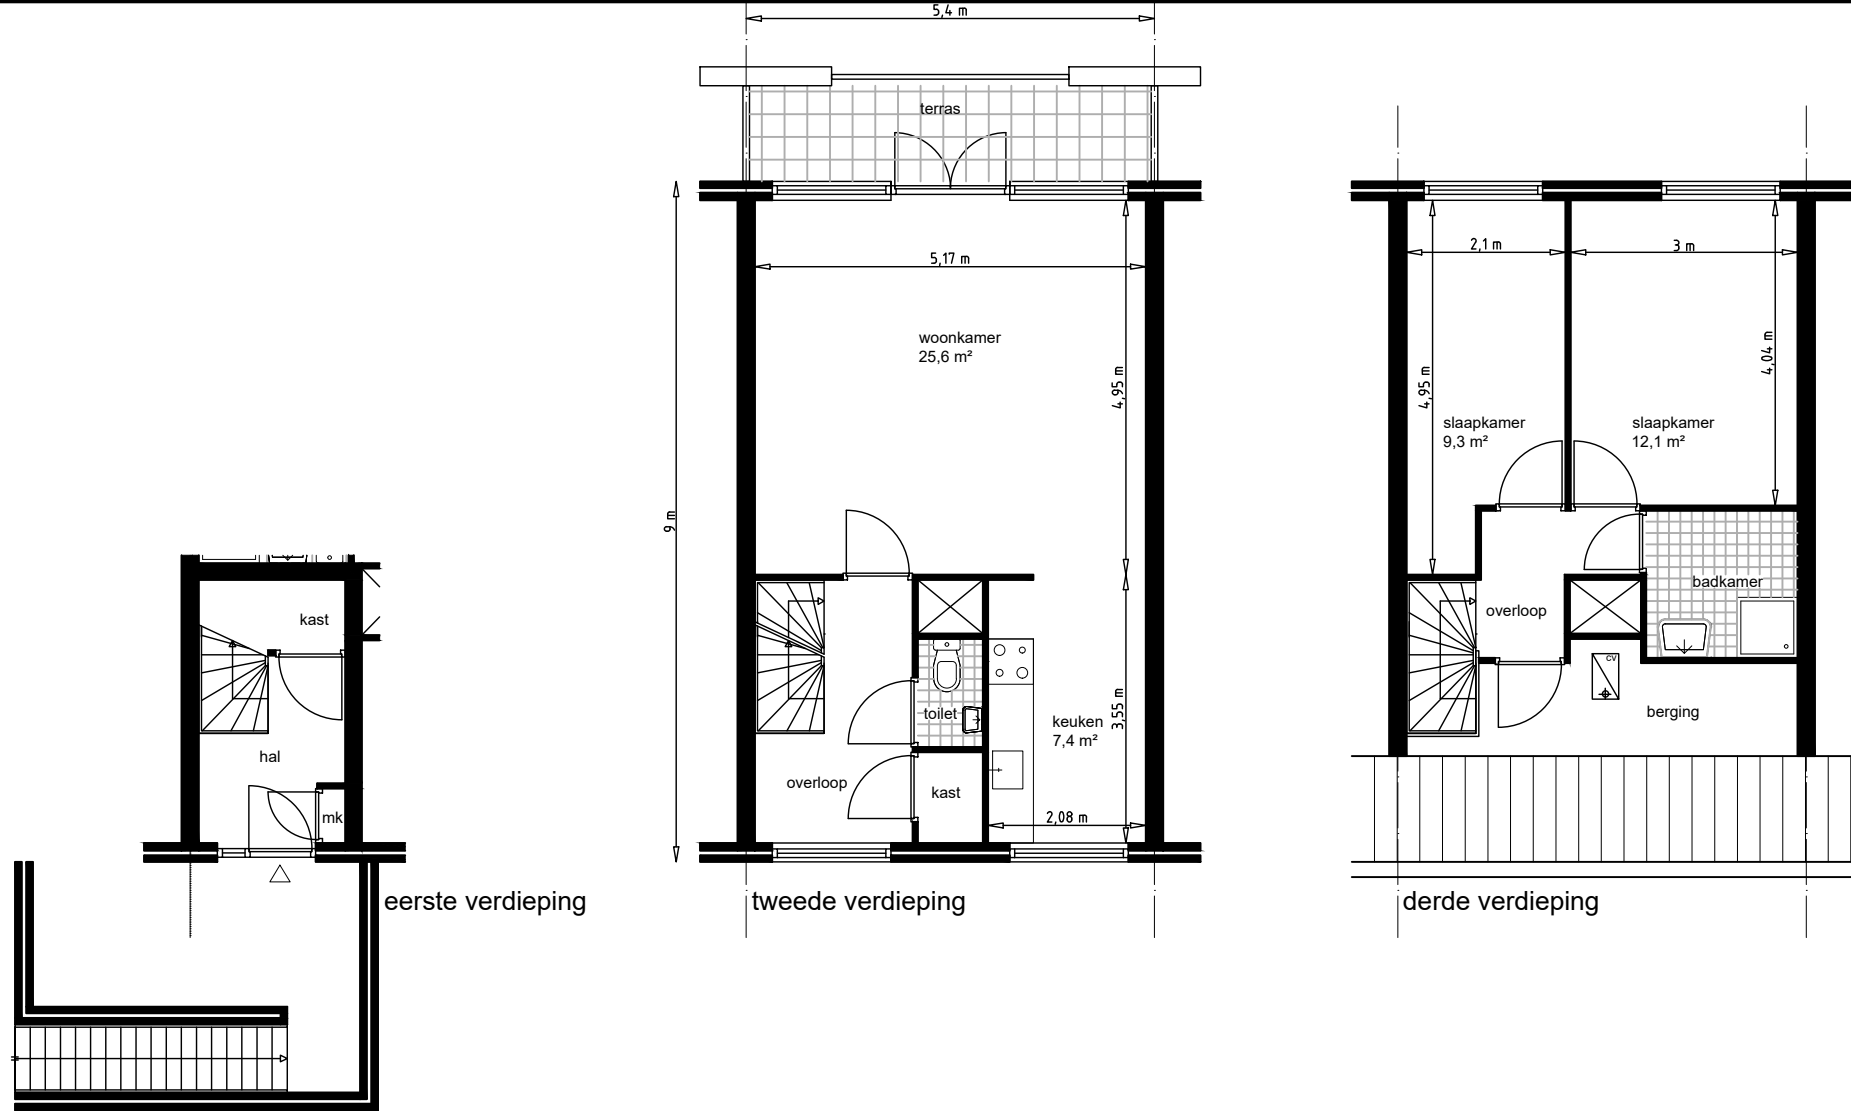 5,4 m
terras
5,17 m
woonkamer
25,6 m²
4,95 m
9 m
toilet
keuken
7,4 m²
3,55 m
overloop
kast
2,08 m
tweede verdieping
kast
hal
mk
eerste verdieping
2,1 m
3 m
4,04 m
4,95 m
slaapkamer
9,3 m²
slaapkamer
12,1 m²
badkamer
overloop
CV
berging
derde verdieping